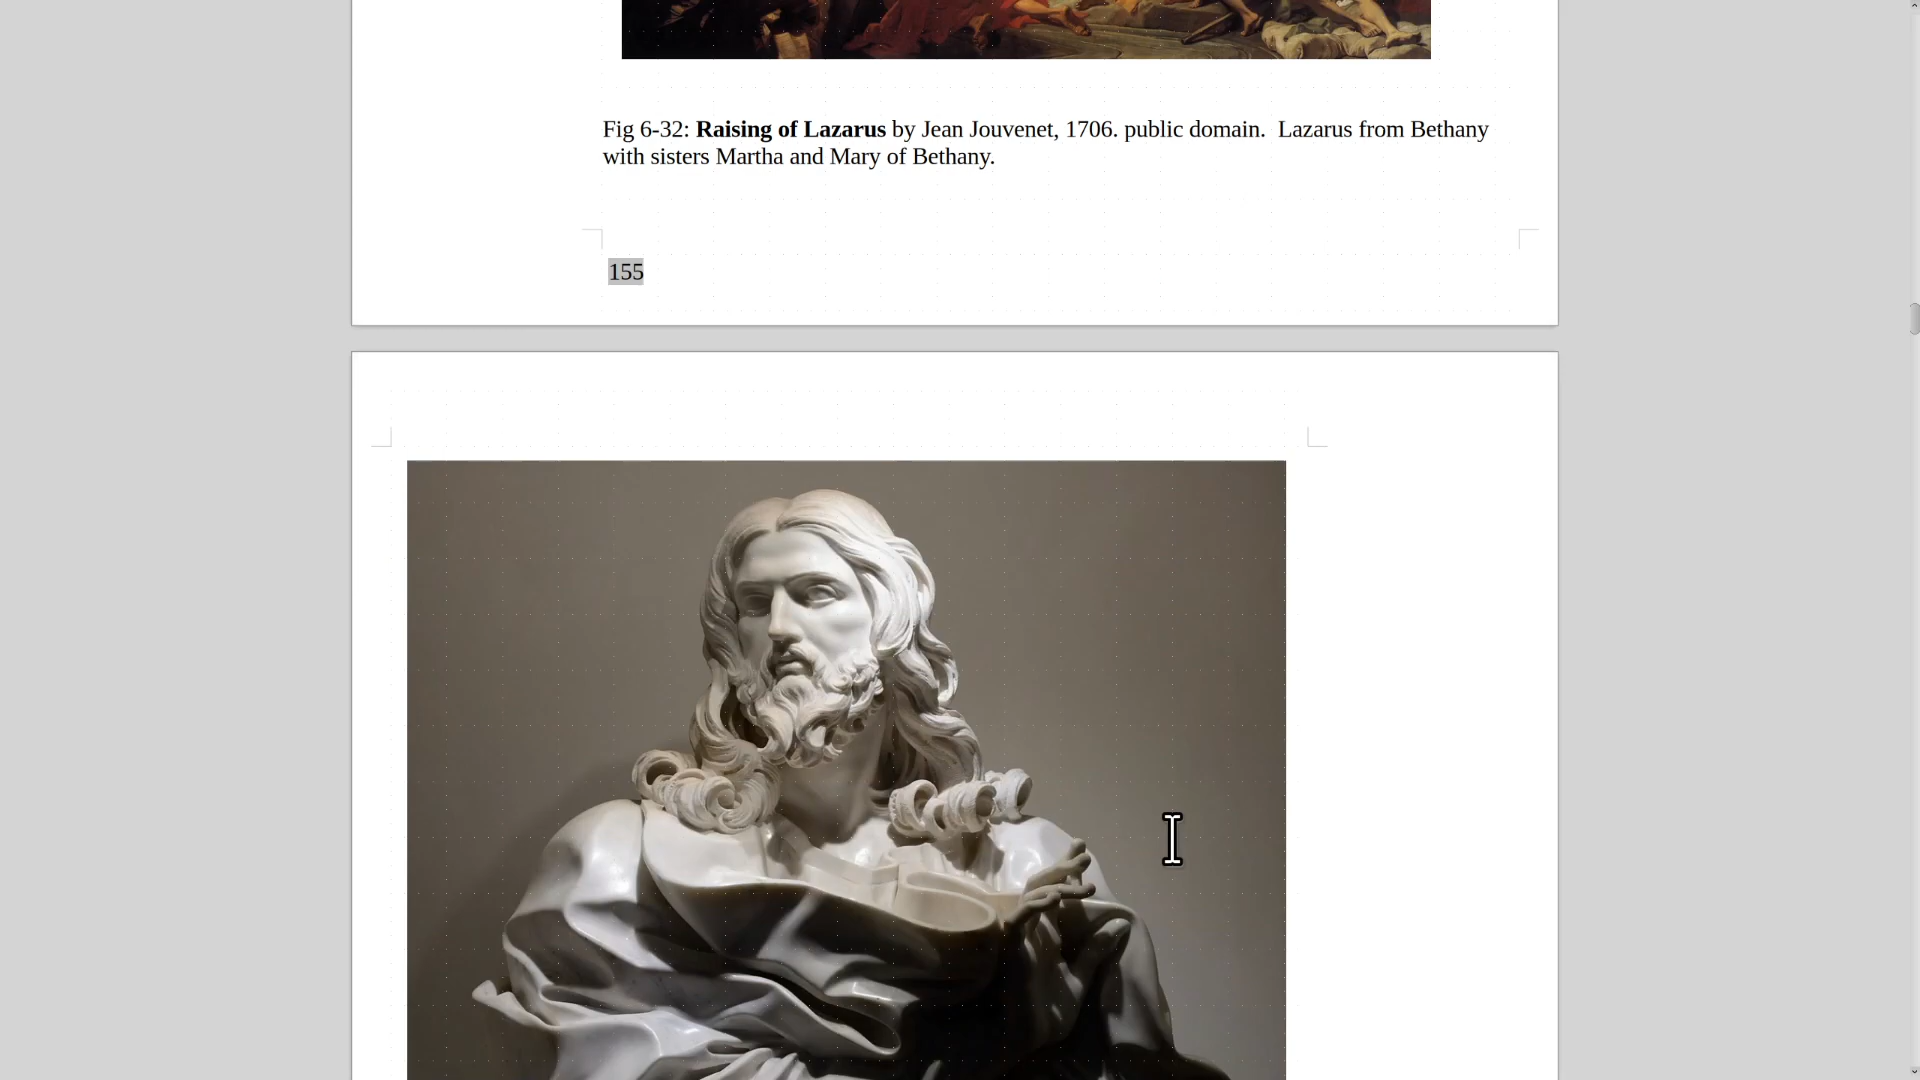 Fig 6-32: Raising of Lazarus by Jean Jouvenet, 1706. public domain.  Lazarus from Bethany
with sisters Martha and Mary of Bethany.
155